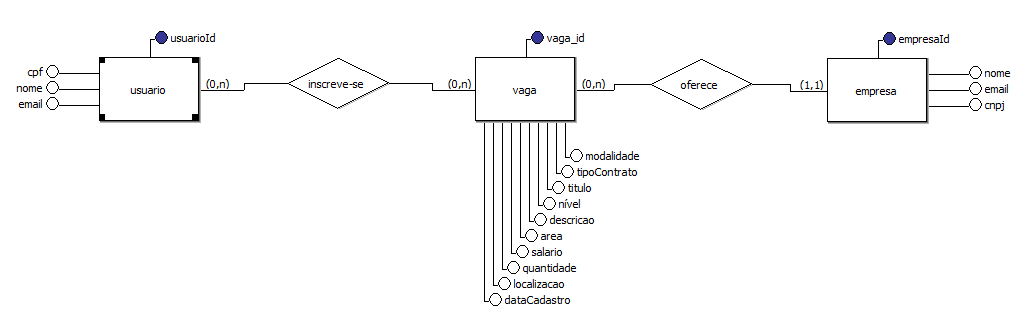 usuarioId
vaga_id
empresaId
cpf
nome
email
usuario
(0,n)
inscreve-se
(0,n)
vaga
(0,n)
oferece
(1,1)
empresa
nome
email
cnpj
modalidade
tipoContrato
titulo
nível
descricao
area
salario
quantidade
localizacao
dataCadastro